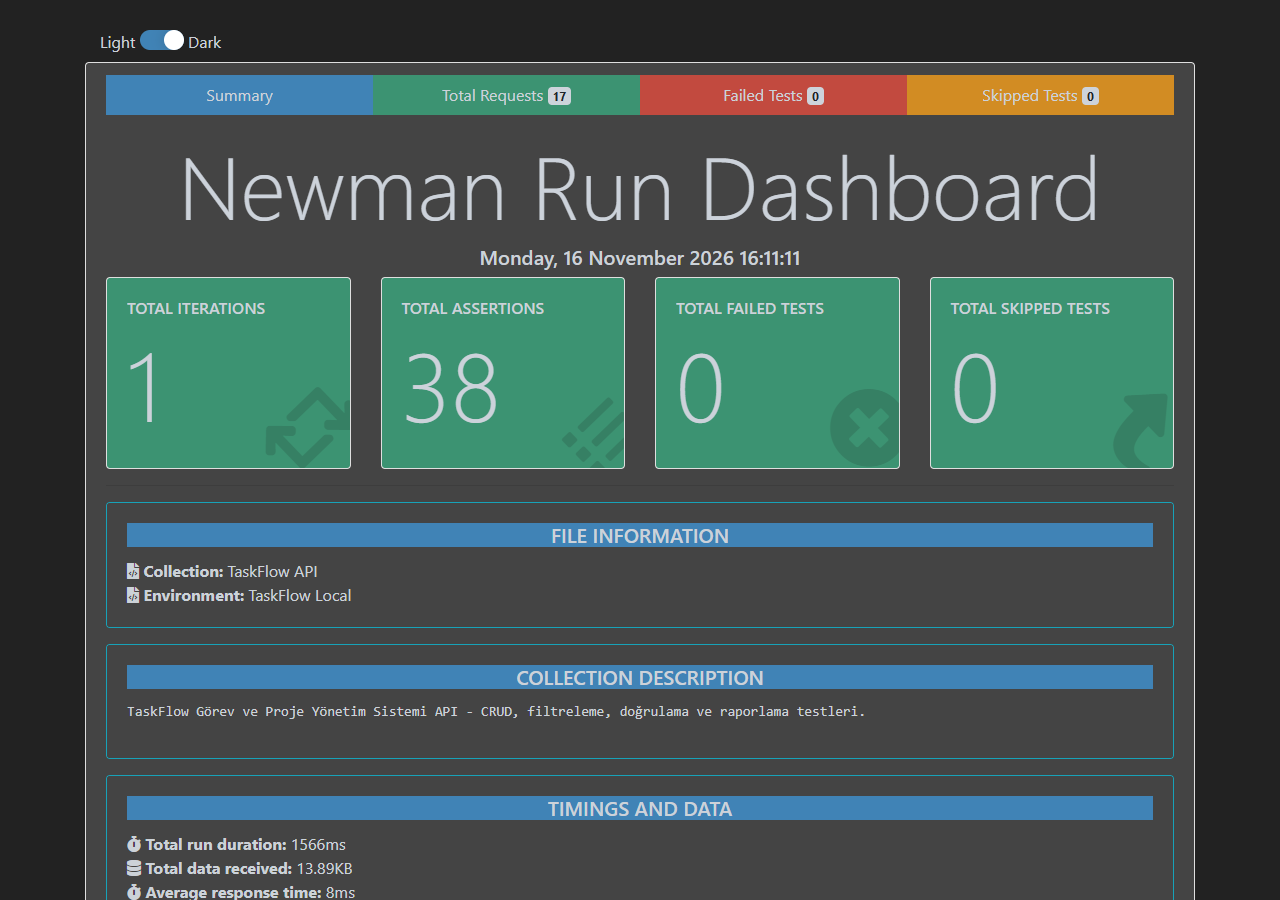 Light Dark
Summary Total Requests 17 Failed Tests 0 Skipped Tests 0
Newman Run Dashboard
Monday, 16 November 2026 16:11:11
TOTAL ITERATIONS TOTAL ASSERTIONS TOTAL FAILED TESTS TOTAL SKIPPED TESTS
1 38 0 0
FILE INFORMATION
Collection: TaskFlow API
Environment: TaskFlow Local
COLLECTION DESCRIPTION
TaskFlow Görev ve Proje Yönetim Sistemi API - CRUD, filtreleme, doğrulama ve raporlama testleri.
TIMINGS AND DATA
Total run duration: 1566ms
Total data received: 13.89KB
Average response time: 8ms